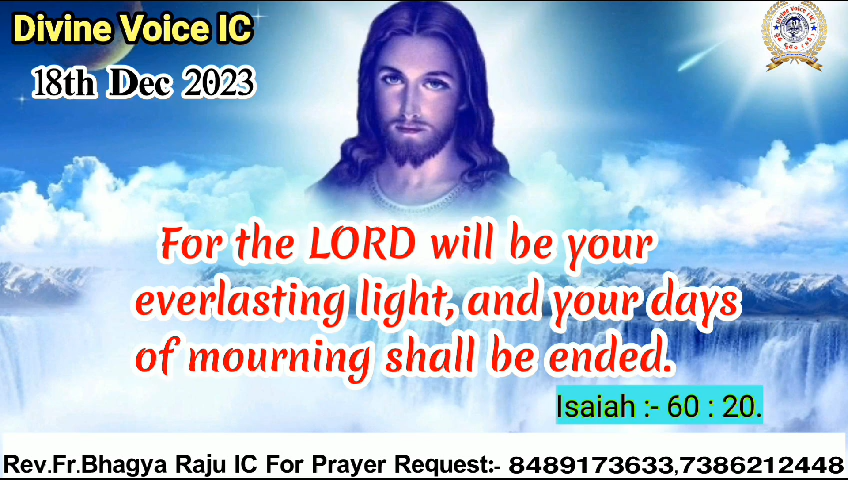 Divine Voice IC
18th Dec 2023
For the LORD will be your
everlasting light, and your days
of mourning shall be ended.
Isaiah :- 60 : 20.
Rev.Fr.Bhagya Raju IC For Prayer Request:- 8489173633,7386212448